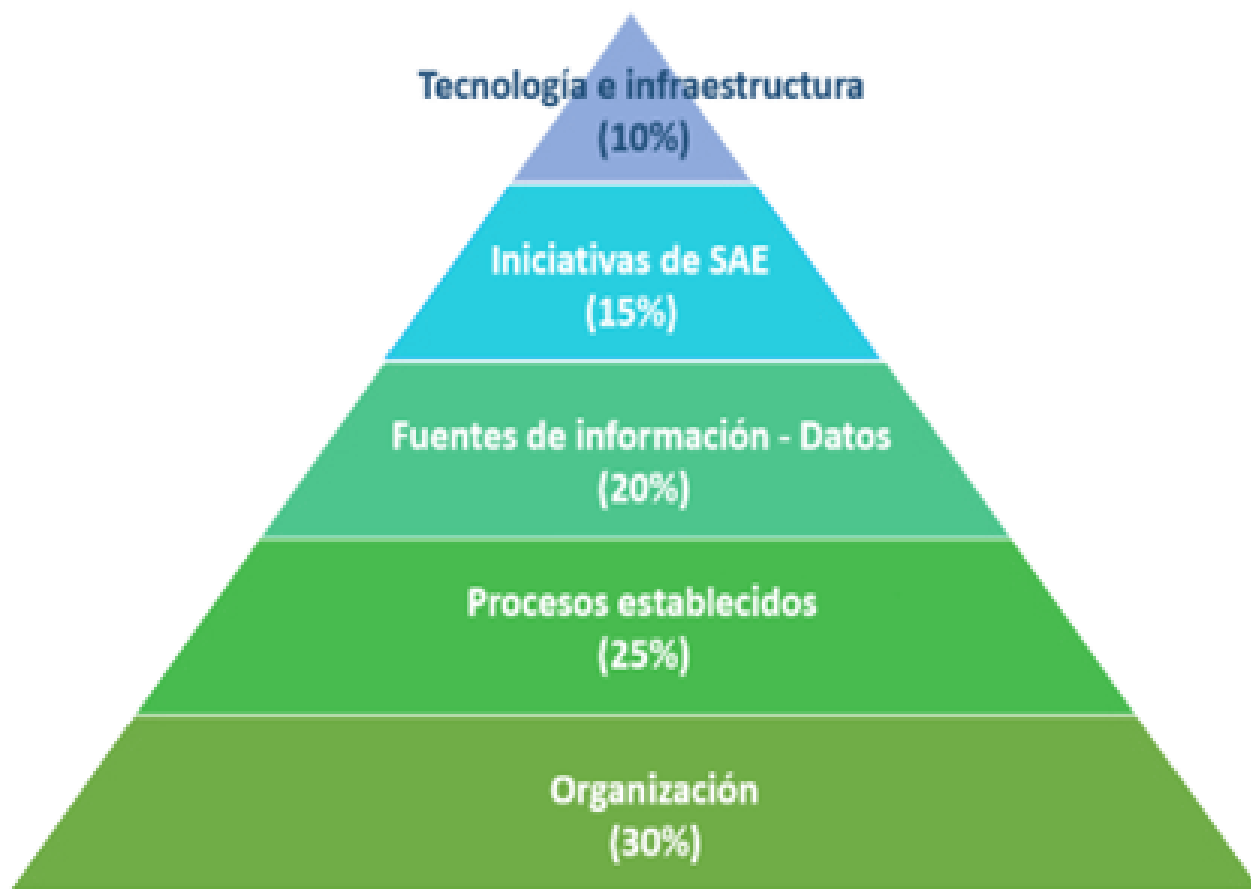 Tecnología e infraestructura
(10%)
Iniciativas de SAE
(15%)
Fuentes de información - Datos
(20%)
Procesos establecidos
(25%)
Organización
(30%)